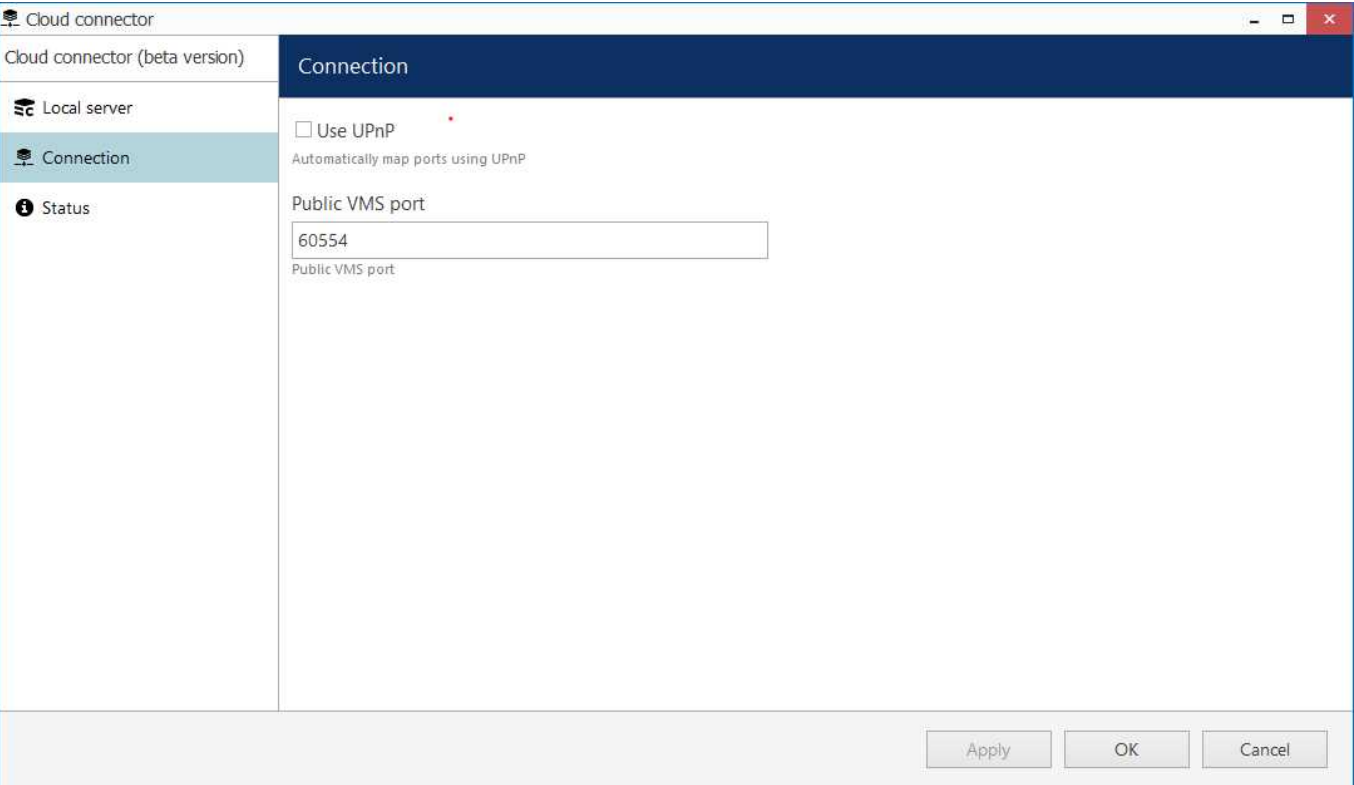 Cloud connector
Cloud connector (beta version)
Local server
Connection
Status
Connection
Use UPnP
Automatically map ports using UPnP
Public VMS port
60554
Public VMS port
Apply
OK
Cancel